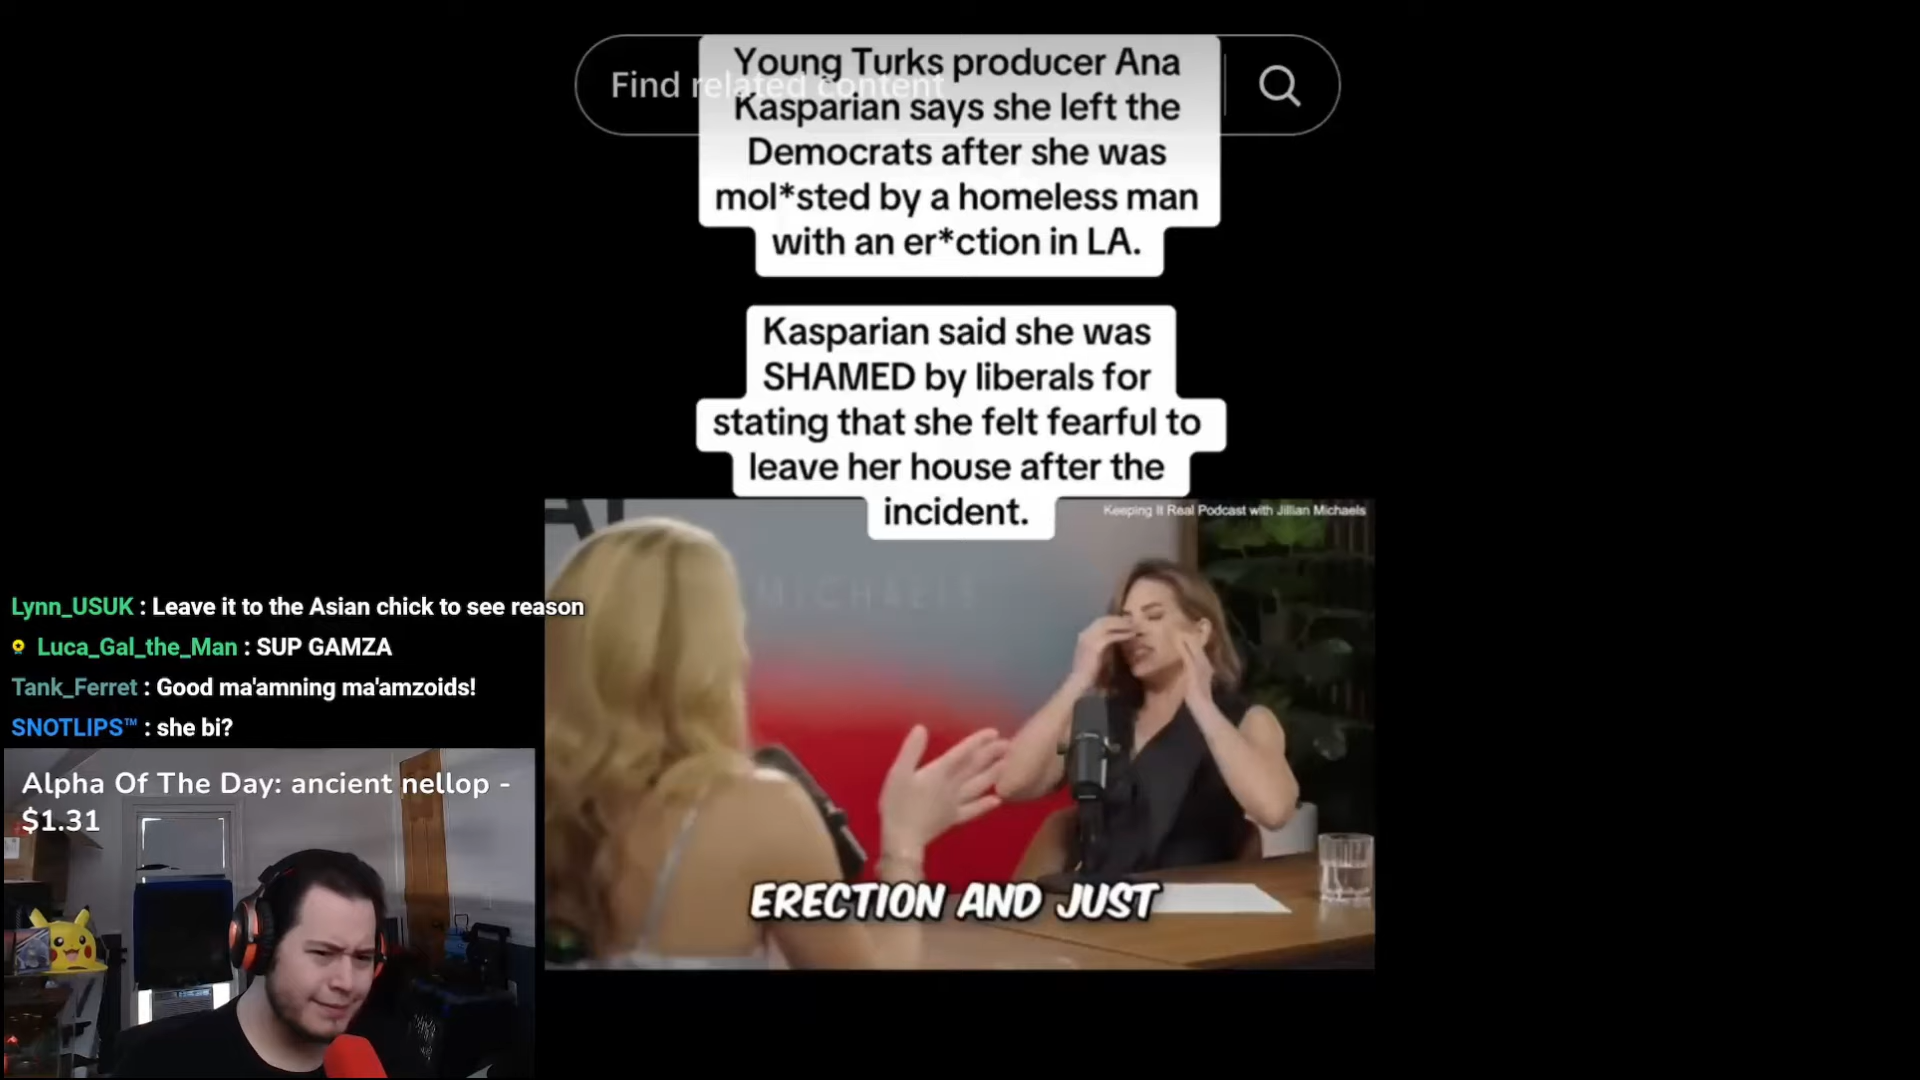 Find related content
Young Turks producer Ana
Kasparian says she left the
Democrats after she was
mol*sted by a homeless man
with an er*ction in LA.
Kasparian said she was
SHAMED by liberals for
stating that she felt fearful to
leave her house after the
incident.
Keeping It Real Podcast with Jillian Michaels
MICHAELS
Lynn_USUK : Leave it to the Asian chick to see reason
Luca_Gal_the_Man : SUP GAMZA
Tank_Ferret : Good ma'amning ma'amzoids!
SNOTLIPS™ : she bi?
Alpha Of The Day: ancient nellop -
$1.31
ERECTION AND JUST